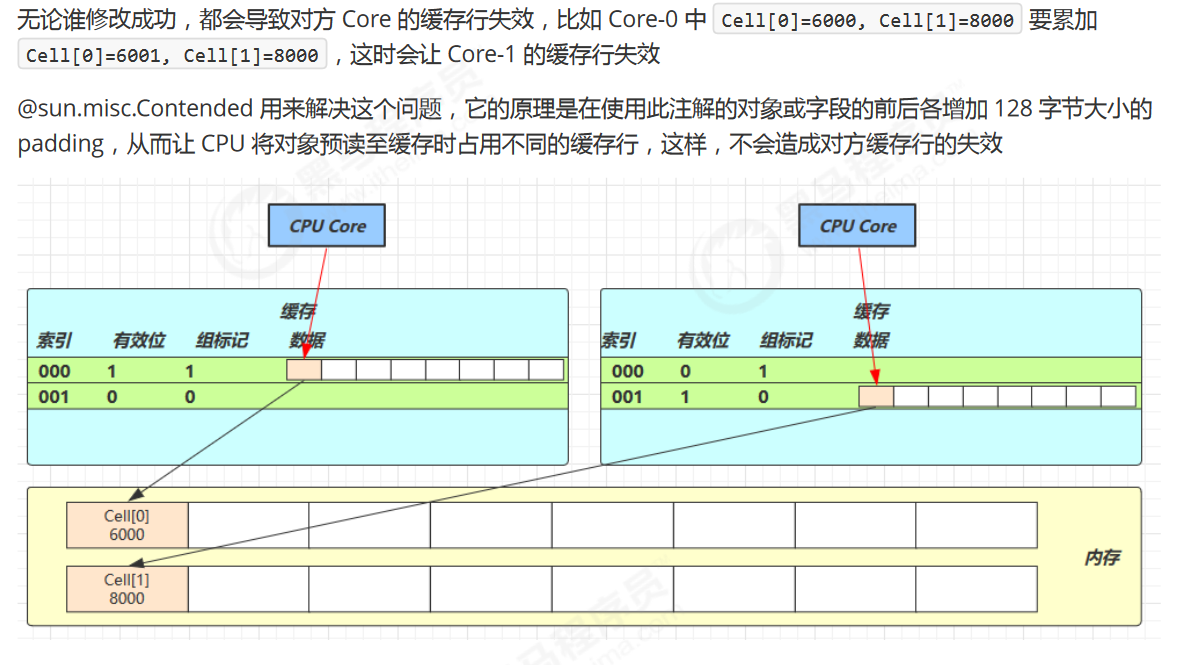 无论谁修改成功，都会导致对方 Core 的缓存行失效，比如 Core-0 中 Cell[0]=6000, Cell[1]=8000 要累加
Cell[0]=6001, Cell[1]=8000 ，这时会让 Core-1 的缓存行失效
@sun.misc.Contended 用来解决这个问题，它的原理是在使用此注解的对象或字段的前后各增加 128 字节大小的
padding，从而让 CPU 将对象预读至缓存时占用不同的缓存行，这样，不会造成对方缓存行的失效
CPU Core
CPU Core
缓存
索引 有效位 组标记 数据
000 1 1
001 0 0
缓存
索引 有效位 组标记 数据
000 0 1
001 1 0
Cell[0]
6000
Cell[1]
8000
内存